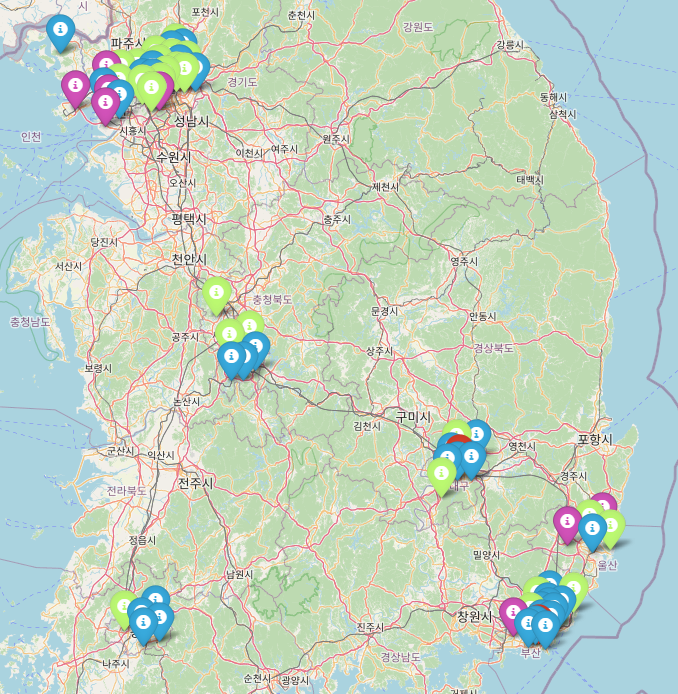 시
포천시
춘천시
강원도
강릉시
파주시
경기도
동해시
삼척시
인천
시흥시
성남시
원주시
수원시
이천시
여주시
오산시
제천시
태백시
평택시
충주시
당진시
서산시
천안시
영주시
충청북도
충청남도
문경시
안동시
공주시
상주시
경상북도
보령시
논산시
구미시
김천시
영천시
포항시
군산시
익산시
전라북도
전주시
대구
경주시
정읍시
밀양시
울산
남원시
창원시
진주시
부산
나주시
경상남도
순천시
광양시
거제시